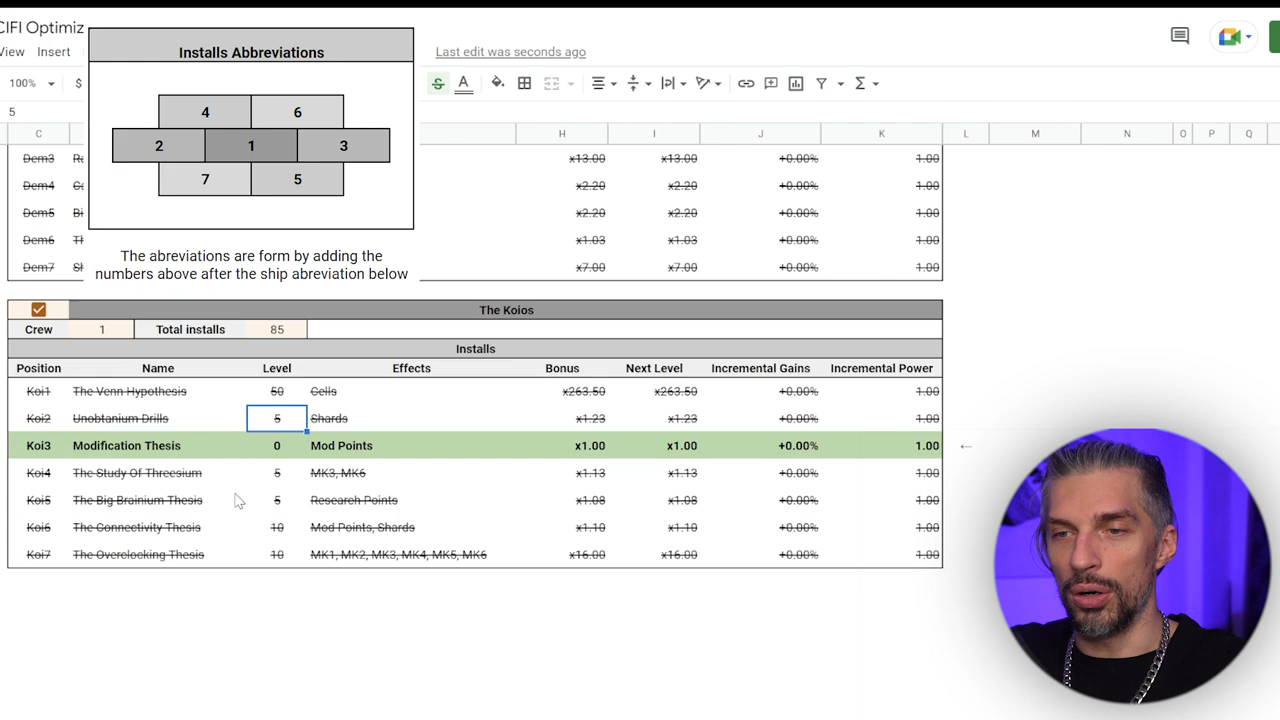 CIFI Optimiz
View Insert
Last edit was seconds ago
100% $
5
Installs Abbreviations
4 6
2 1 3
7 5
The abreviations are form by adding the
numbers above after the ship abreviation below
C H I J K L M N O P Q
Dem3 x13.00 x13.00 +0.00% 1.00
Dem4 x2.20 x2.20 +0.00% 1.00
Dem5 x2.20 x2.20 +0.00% 1.00
Dem6 x1.03 x1.03 +0.00% 1.00
Dem7 x7.00 x7.00 +0.00% 1.00
The Koios
Crew 1 Total installs 85
Installs
Position Name Level Effects Bonus Next Level Incremental Gains Incremental Power
Koi1 The Venn Hypothesis 50 Cells x263.50 x263.50 +0.00% 1.00
Koi2 Unobtanium Drills 5 Shards x1.23 x1.23 +0.00% 1.00
Koi3 Modification Thesis 0 Mod Points x1.00 x1.00 +0.00% 1.00 ←
Koi4 The Study Of Threesium 5 MK3, MK6 x1.13 x1.13 +0.00% 1.00
Koi5 The Big Brainium Thesis 5 Research Points x1.08 x1.08 +0.00% 1.00
Koi6 The Connectivity Thesis 10 Mod Points, Shards x1.10 x1.10 +0.00% 1.00
Koi7 The Overclocking Thesis 10 MK1, MK2, MK3, MK4, MK5, MK6 x16.00 x16.00 +0.00% 1.00